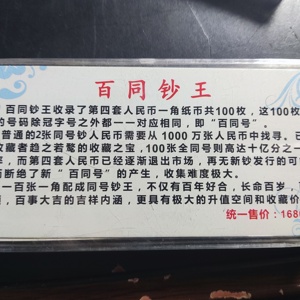 百同钞王
百同钞王收录了第四套人民币一角纸币共100枚，这100枚
的号码除冠字号之外都一一对应相同，即“百同号”，
普通的2张同号钞人民币需要从1000万张人民币中找寻。已
收藏者趋之若鹜的收藏之宝，100张全同号则高达十亿分之一
，而第四套人民币已经逐渐退出市场，再无新钞发行的可
断绝了新“百同号”的产生，收集难度极大。
一百张一角配成同号钞王，不仅有百年好合，长命百岁，
，百事大吉的吉祥内涵，更具有极大的升值空间和收藏价
统一售价：168